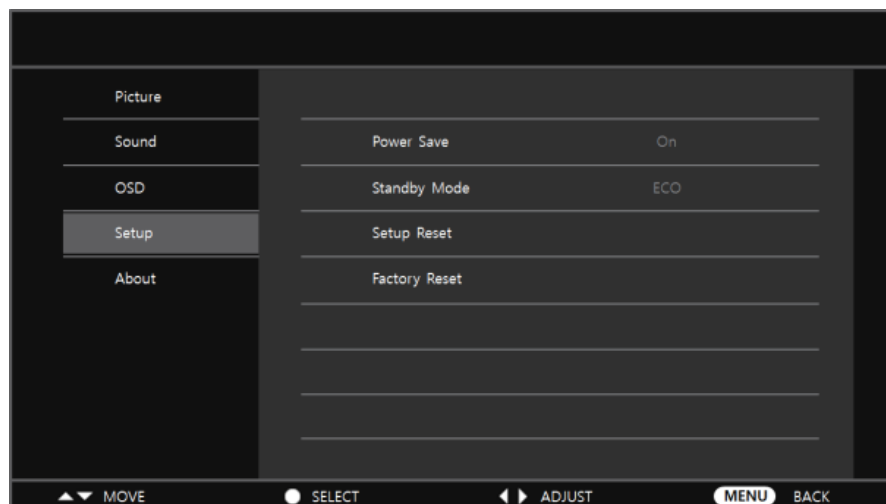 Picture
Sound
OSD
Setup
About
Power Save On
Standby Mode ECO
Setup Reset
Factory Reset
MOVE SELECT ADJUST MENU BACK